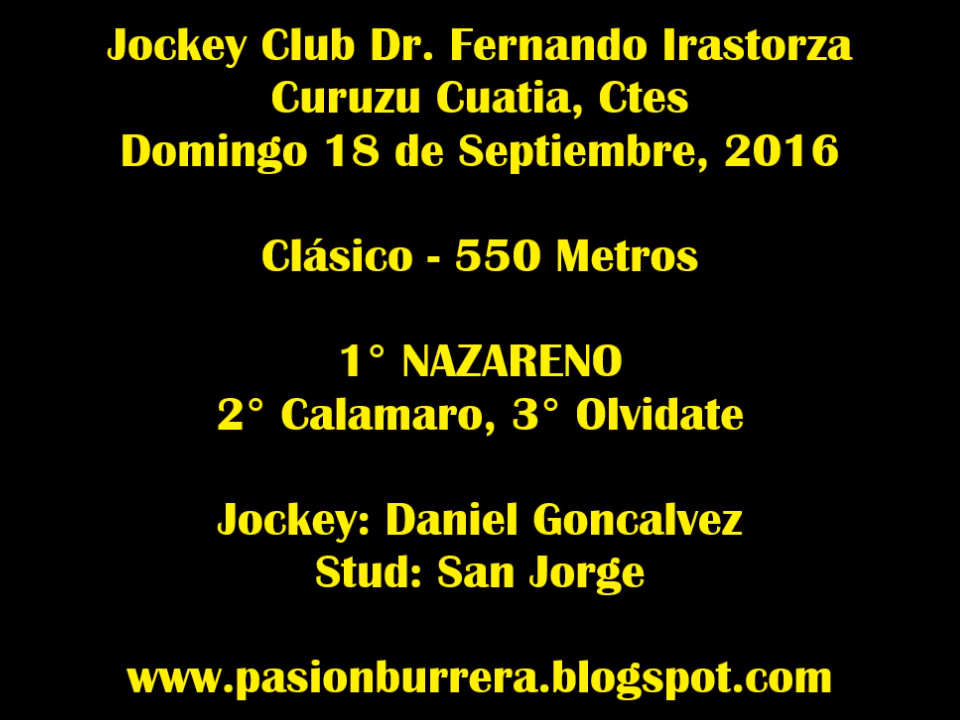 Jockey Club Dr. Fernando Irastorza
Curuzu Cuatia, Ctes
Domingo 18 de Septiembre, 2016
Clásico - 550 Metros
1° NAZARENO
2° Calamaro, 3° Olvidate
Jockey: Daniel Goncalvez
Stud: San Jorge
www.pasionburrera.blogspot.com